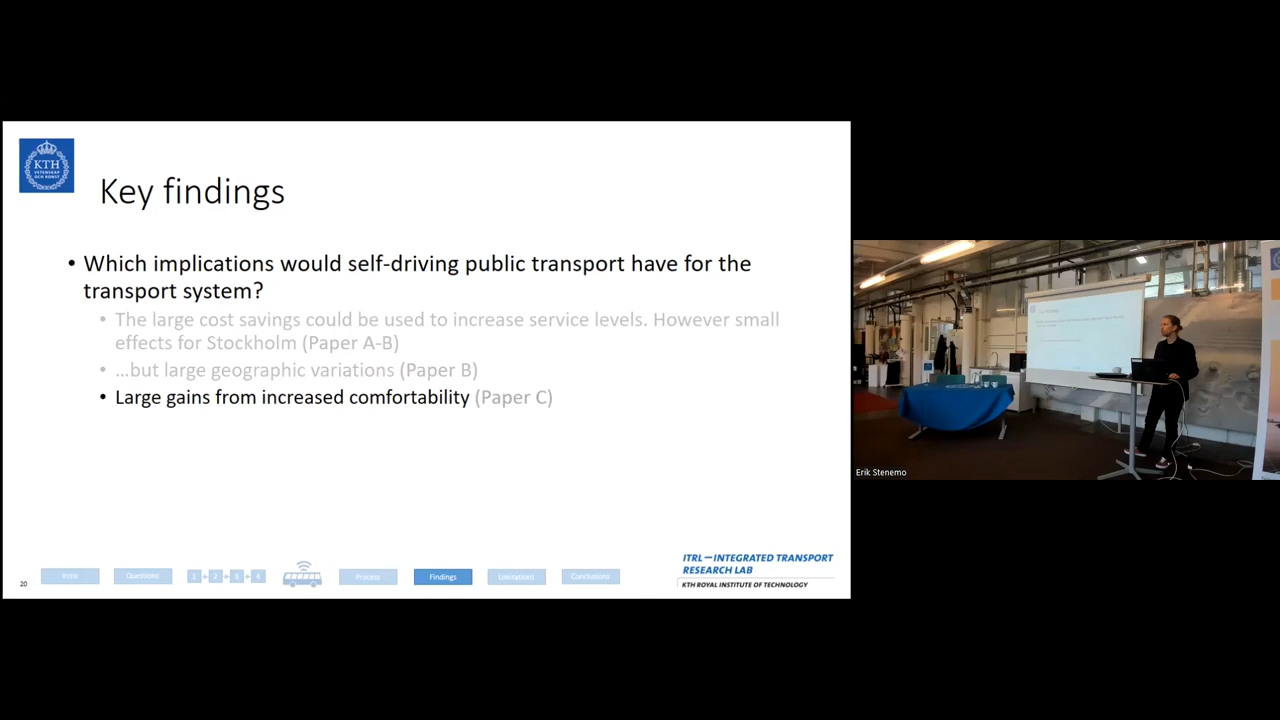 KTH
VETENSKAP
OCH KONST
Key findings
• Which implications would self-driving public transport have for the
transport system?
• The large cost savings could be used to increase service levels. However small
effects for Stockholm (Paper A-B)
• …but large geographic variations (Paper B)
• Large gains from increased comfortability (Paper C)
20
Intro
Questions
1
2
3
4
Process
Findings
Limitations
Conclusions
ITRL—INTEGRATED TRANSPORT
RESEARCH LAB
KTH ROYAL INSTITUTE OF TECHNOLOGY
Erik Stenemo